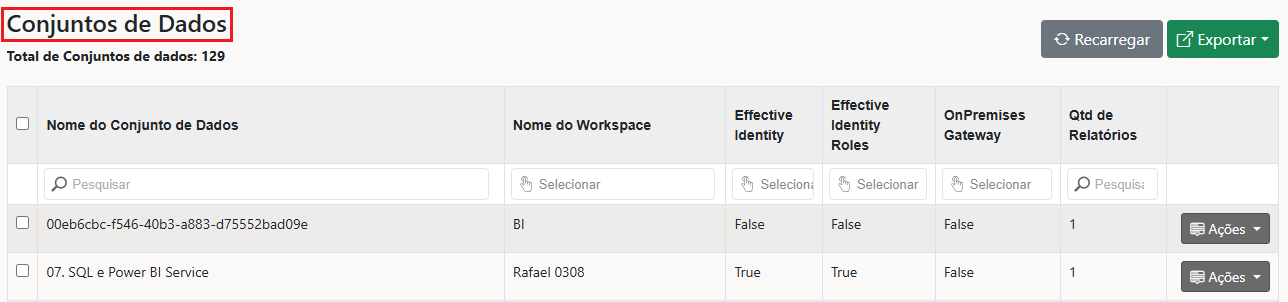 Conjuntos de Dados
Total de Conjuntos de dados: 129
Recarregar
Exportar
Nome do Conjunto de Dados
Nome do Workspace
Effective
Identity
Effective
Identity
Roles
OnPremises
Gateway
Qtd de
Relatórios
Pesquisar
Selecionar
Seleciona
Selecionar
Selecionar
Pesquisa
00eb6cbc-f546-40b3-a883-d75552bad09e
BI
False
False
False
1
Ações
07. SQL e Power BI Service
Rafael 0308
True
True
False
1
Ações